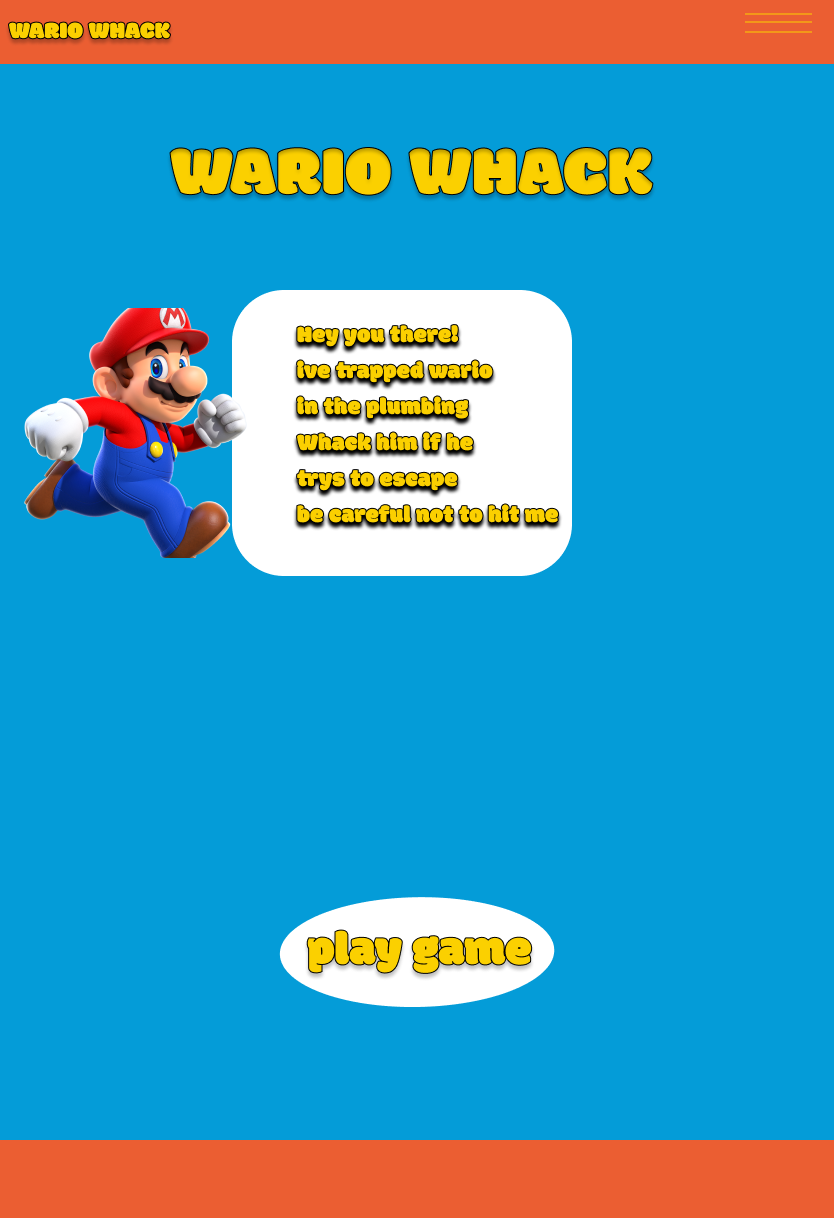 WARIO WHACK
WARIO WHACK
M
Hey you there!
ive trapped wario
in the plumbing
Whack him if he
trys to escape
be careful not to hit me
play game